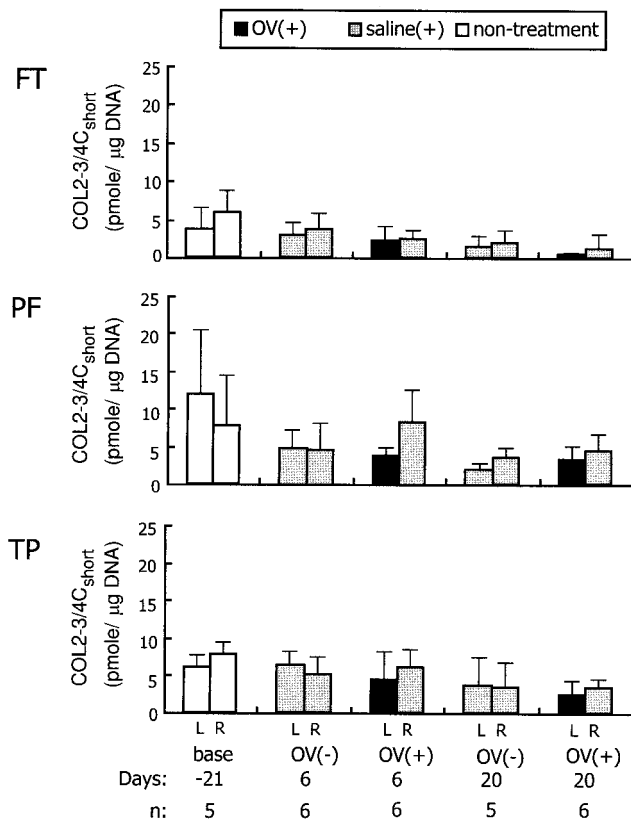 OV(+) saline(+) non-treatment
FT
COL2-3/4Cshort
(pmole/ µg DNA)
25
20
15
10
5
0
PF
COL2-3/4Cshort
(pmole/ µg DNA)
25
20
15
10
5
0
TP
COL2-3/4Cshort
(pmole/ µg DNA)
25
20
15
10
5
0
L R L R L R L R L R
base OV(-) OV(+) OV(-) OV(+)
Days: -21 6 6 20 20
n: 5 6 6 5 6